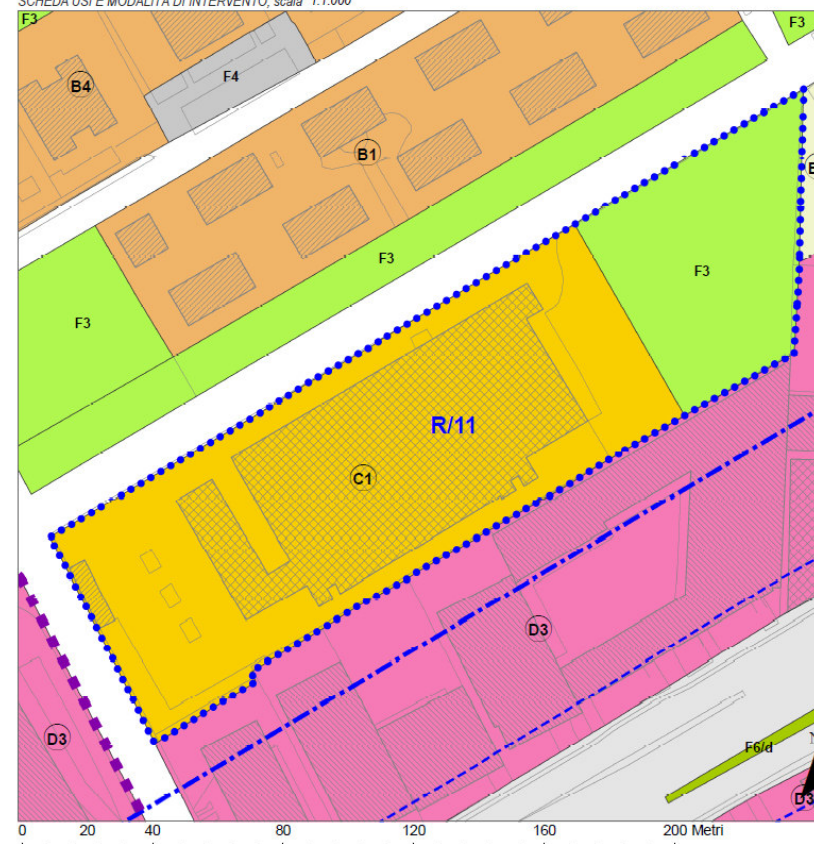 SCHEDA USI E MODALITÀ DI INTERVENTO, scala 1:1.000
F3
F3
F4
B4
B1
F3
F3
F3
R/11
C1
D3
D3
F6/d
D3
0 20 40 80 120 160 200 Metri